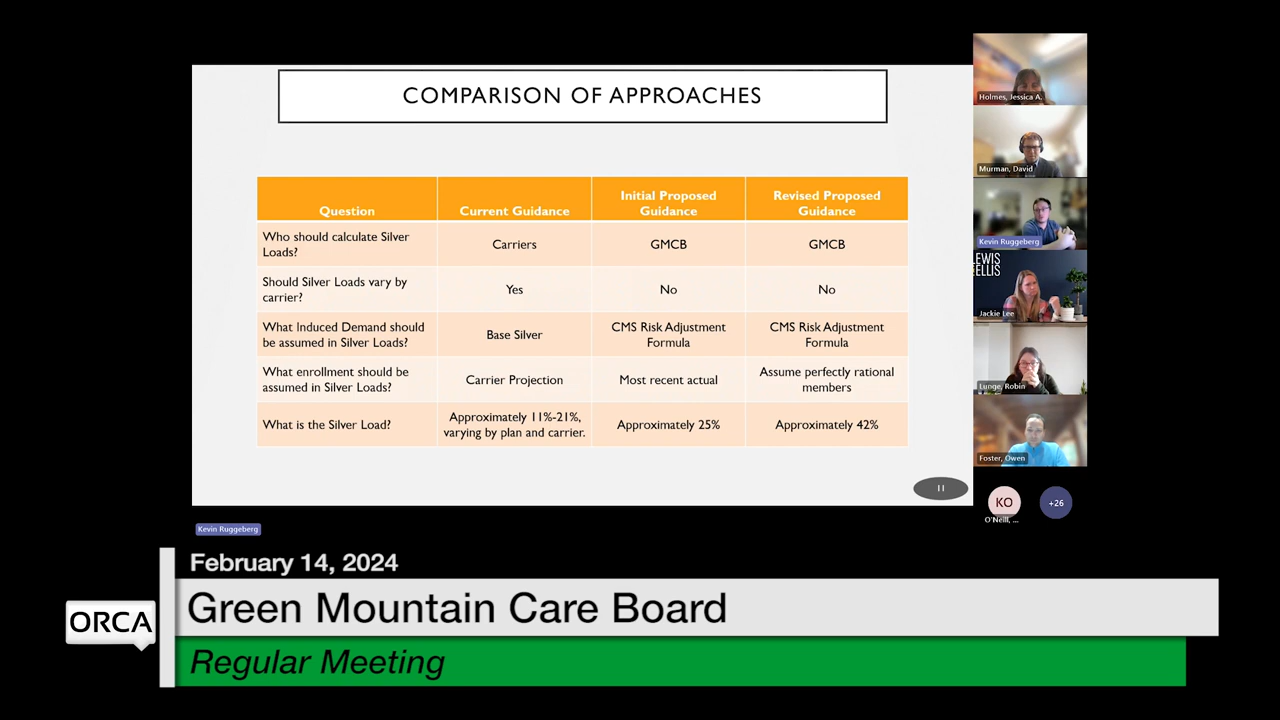 COMPARISON OF APPROACHES
Question
Current Guidance
Initial Proposed
Guidance
Revised Proposed
Guidance
Who should calculate Silver
Loads?
Carriers
GMCB
GMCB
Should Silver Loads vary by
carrier?
Yes
No
No
What Induced Demand should
be assumed in Silver Loads?
Base Silver
CMS Risk Adjustment
Formula
CMS Risk Adjustment
Formula
What enrollment should be
assumed in Silver Loads?
Carrier Projection
Most recent actual
Assume perfectly rational
members
What is the Silver Load?
Approximately 11%-21%,
varying by plan and carrier.
Approximately 25%
Approximately 42%
11
Holmes, Jessica A.
Murman, David
Kevin Ruggeberg
LEWIS
ELLIS
Jackie Lee
Lunge, Robin
Foster, Owen
KO
+26
O'Neill, ...
Kevin Ruggeberg
February 14, 2024
ORCA
Green Mountain Care Board
Regular Meeting